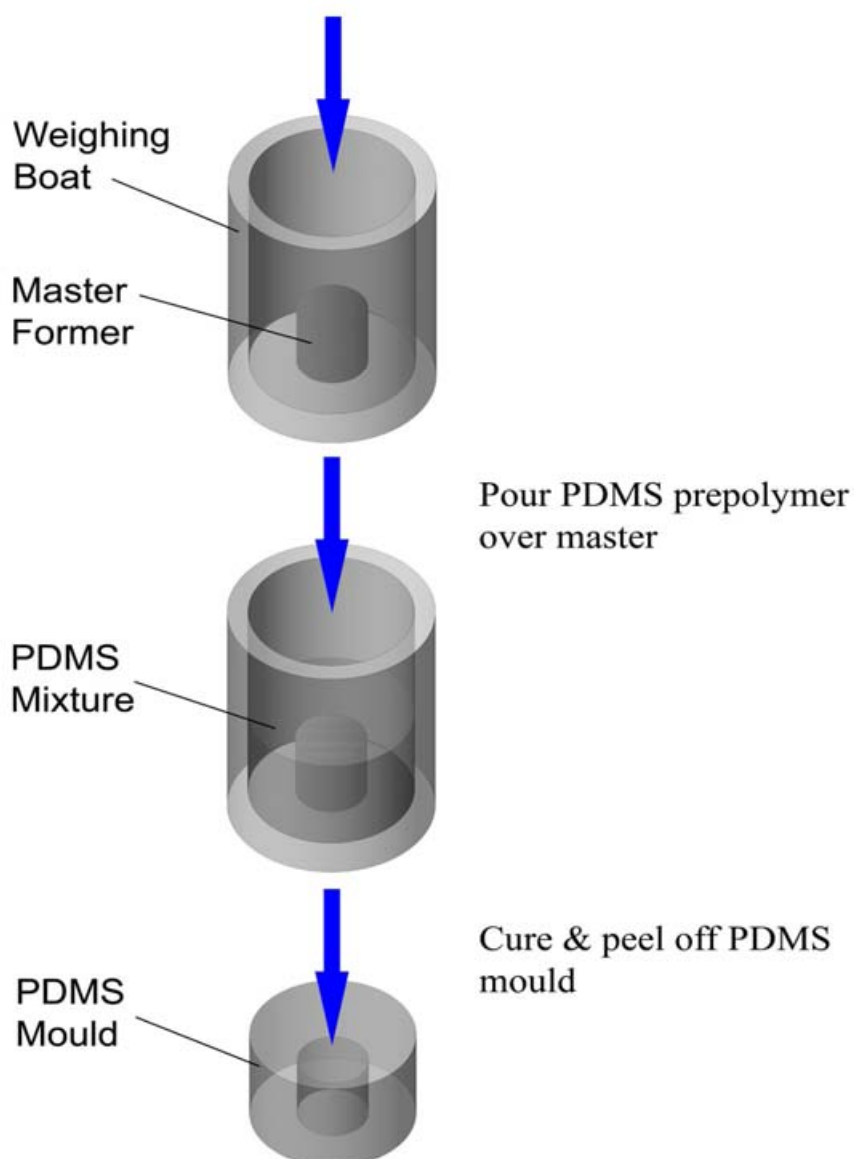 Weighing
Boat
Master
Former
Pour PDMS prepolymer
over master
PDMS
Mixture
Cure & peel off PDMS
mould
PDMS
Mould